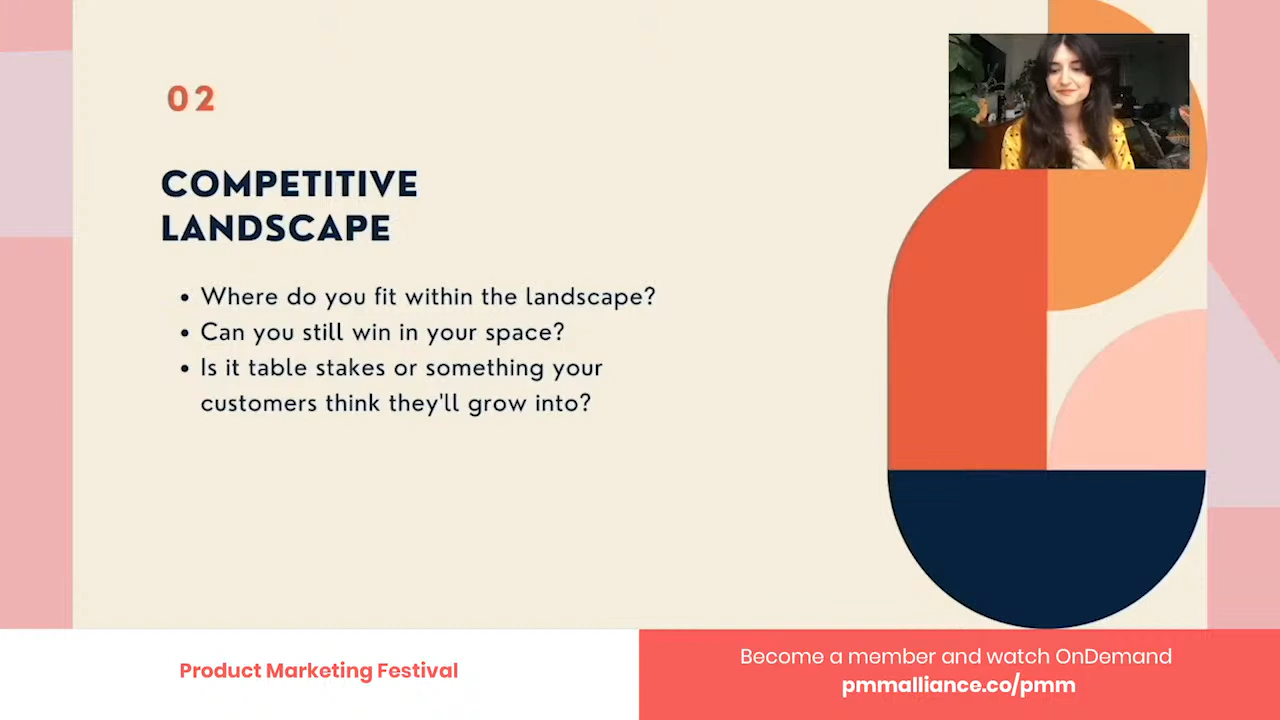 02
COMPETITIVE
LANDSCAPE
• Where do you fit within the landscape?
• Can you still win in your space?
• Is it table stakes or something your
customers think they'll grow into?
Product Marketing Festival
Become a member and watch OnDemand
pmmalliance.co/pmm